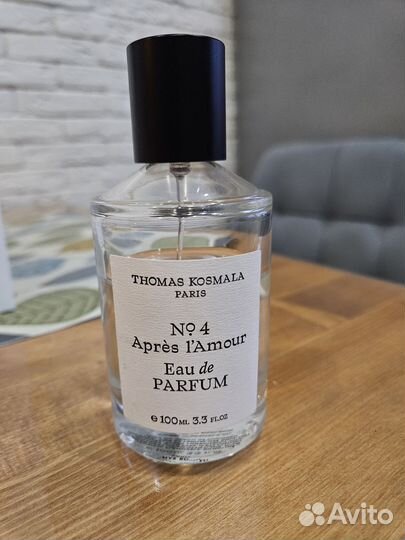 THOMAS KOSMALA
PARIS
Nº 4
Après l'Amour
Eau de
PARFUM
℮ 100ML 3.3 FL.OZ
Avito